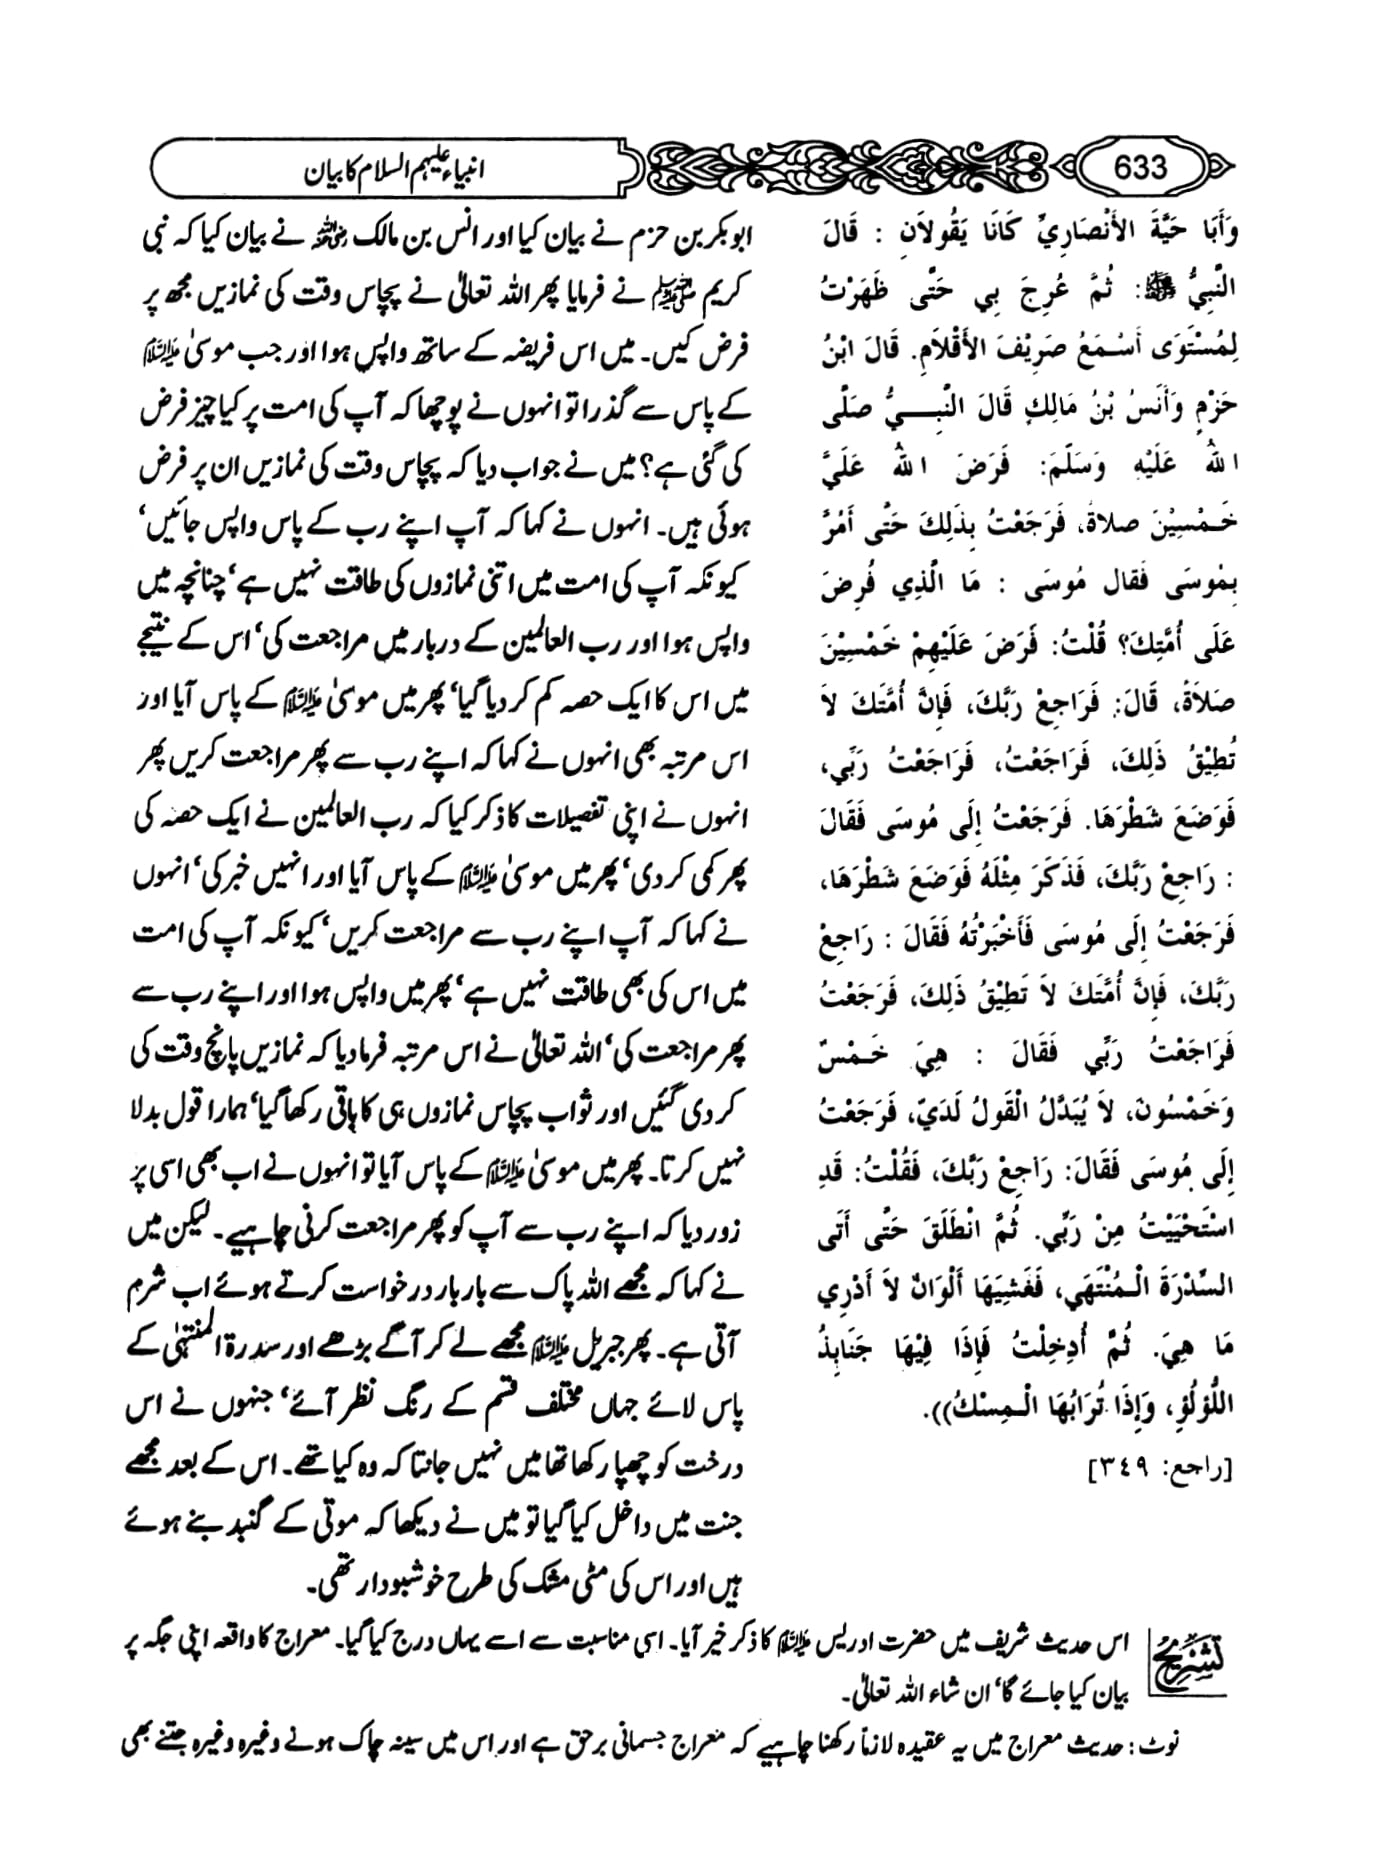 633
انبیاء علیہم السلام کا بیان
وَأَبَا حَيَّةَ الأَنْصَارِيَّ كَانَا يَقُولاَنِ : قَالَ
النَّبِيُّ ﷺ: ثُمَّ عُرِجَ بِي حَتَّى ظَهَرْتُ
لِمُسْتَوَى أَسْمَعُ صَرِيْفَ الأَقْلاَمِ. قَالَ ابْنُ
حَزْمٍ وَأَنَسُ بْنُ مَالِكٍ قَالَ النَّبِيُّ صَلَّى
اللهُ عَلَيْهِ وَسَلَّمَ: فَرَضَ اللهُ عَلَيَّ
خَمْسِيْنَ صلاةً، فَرَجَعْتُ بِذَلِكَ حَتَّى أَمُرَّ
بِمُوسَى فَقال مُوسَى : مَا الَّذِي فُرِضَ
عَلَى أُمَّتِكَ؟ قُلْتُ: فَرَضَ عَلَيْهِمْ خَمْسِيْنَ
صَلاَةً، قَالَ: فَرَاجِعْ رَبَّكَ، فَإِنَّ أُمَّتَكَ لاَ
تُطِيْقُ ذَلِكَ، فَرَاجَعْتُ، فَرَاجَعْتُ رَبِّي،
فَوَضَعَ شَطْرَهَا. فَرَجَعْتُ إِلَى مُوسَى فَقَالَ
: رَاجِعْ رَبَّكَ، فَذَكَرَ مِثْلَهُ فَوَضَعَ شَطْرَهَا،
فَرَجَعْتُ إِلَى مُوسَى فَأَخْبَرْتُهُ فَقَالَ : رَاجِعْ
رَبَّكَ، فَإِنَّ أُمَّتَكَ لاَ تَطِيْقُ ذَلِكَ، فَرَجَعْتُ
فَرَاجَعْتُ رَبِّي فَقَالَ : هِيَ خَمْسٌ
وَخَمْسُونَ، لاَ يُبَدَّلُ الْقَولُ لَدَيَّ، فَرَجَعْتُ
إِلَى مُوسَى فَقَالَ: رَاجِعْ رَبَّكَ، فَقُلْتُ: قَدِ
اسْتَحْيَيْتُ مِنْ رَبِّي. ثُمَّ انْطَلَقَ حَتَّى أَتَى
السِّدْرَةَ الْمُنْتَهَى، فَغَشِيَهَا أَلْوَانٌ لاَ أَدْرِي
مَا هِيَ. ثُمَّ أُدخِلْتُ فَإِذَا فِيْهَا جَنَابِذُ
اللُّؤلُؤِ، وَإِذَا تُرَابُهَا الْمِسْكُ)).
[راجع: ٣٤٩]
ابوبکر بن حزم نے بیان کیا اور انس بن مالک رضی اللہ عنہ نے بیان کیا کہ نبی
کریم ﷺ نے فرمایا پھر اللہ تعالیٰ نے پچاس وقت کی نمازیں مجھ پر
فرض کیں۔ میں اس فریضہ کے ساتھ واپس ہوا اور جب موسیٰ علیہ السلام
کے پاس سے گذرا تو انہوں نے پوچھا کہ آپ کی امت پر کیا چیز فرض
کی گئی ہے؟ میں نے جواب دیا کہ پچاس وقت کی نمازیں ان پر فرض
ہوئی ہیں۔ انہوں نے کہا کہ آپ اپنے رب کے پاس واپس جائیں‘
کیونکہ آپ کی امت میں اتنی نمازوں کی طاقت نہیں ہے‘ چنانچہ میں
واپس ہوا اور رب العالمین کے دربار میں مراجعت کی‘ اس کے نتیجے
میں اس کا ایک حصہ کم کر دیا گیا‘ پھر میں موسیٰ علیہ السلام کے پاس آیا اور
اس مرتبہ بھی انہوں نے کہا کہ اپنے رب سے پھر مراجعت کریں پھر
انہوں نے اپنی تفصیلات کا ذکر کیا کہ رب العالمین نے ایک حصہ کی
پھر کمی کر دی‘ پھر میں موسیٰ علیہ السلام کے پاس آیا اور انہیں خبر کی‘ انہوں
نے کہا کہ آپ اپنے رب سے مراجعت کریں‘ کیونکہ آپ کی امت
میں اس کی بھی طاقت نہیں ہے‘ پھر میں واپس ہوا اور اپنے رب سے
پھر مراجعت کی‘ اللہ تعالیٰ نے اس مرتبہ فرما دیا کہ نمازیں پانچ وقت کی
کر دی گئیں اور ثواب پچاس نمازوں ہی کا باقی رکھا گیا‘ ہمارا قول بدلا
نہیں کرتا۔ پھر میں موسیٰ علیہ السلام کے پاس آیا تو انہوں نے اب بھی اسی پر
زور دیا کہ اپنے رب سے آپ کو پھر مراجعت کرنی چاہیے۔ لیکن میں
نے کہا کہ مجھے اللہ پاک سے بار بار درخواست کرتے ہوئے اب شرم
آتی ہے۔ پھر جبریل علیہ السلام مجھے لے کر آگے بڑھے اور سدرۃ المنتہیٰ کے
پاس لائے جہاں مختلف قسم کے رنگ نظر آئے‘ جنہوں نے اس
درخت کو چھپا رکھا تھا میں نہیں جانتا کہ وہ کیا تھے۔ اس کے بعد مجھے
جنت میں داخل کیا گیا تو میں نے دیکھا کہ موتی کے گنبد بنے ہوئے
ہیں اور اس کی مٹی مشک کی طرح خوشبودار تھی۔
تشریح اس حدیث شریف میں حضرت ادریس علیہ السلام کا ذکر خیر آیا۔ اسی مناسبت سے اسے یہاں درج کیا گیا۔ معراج کا واقعہ اپنی جگہ پر
بیان کیا جائے گا‘ ان شاء اللہ تعالیٰ۔
نوٹ : حدیث معراج میں یہ عقیدہ لازماً رکھنا چاہیے کہ معراج جسمانی برحق ہے اور اس میں سینہ چاک ہونے وغیرہ وغیرہ جتنے بھی